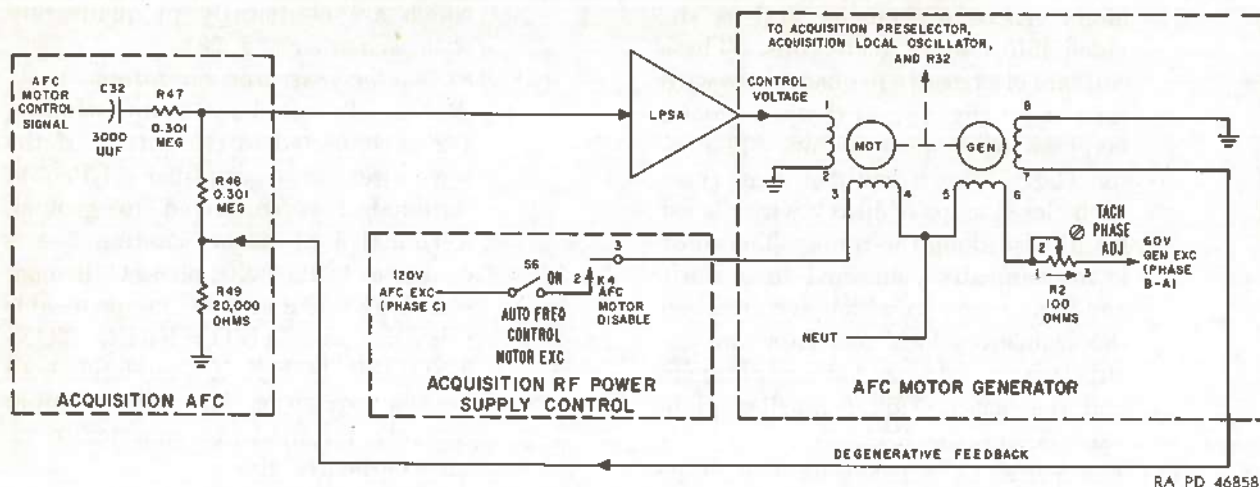 AFC
MOTOR
CONTROL
SIGNAL
C32
3000
UUF
R47
0.301
MEG
R48
0.301
MEG
R49
20,000
OHMS
ACQUISITION AFC
LPSA
CONTROL
VOLTAGE
TO ACQUISITION PRESELECTOR,
ACQUISITION LOCAL OSCILLATOR,
AND R32
MOT
GEN
2
3
4
5
6
7
8
TACH
PHASE
ADJ
2
1
3
R2
100
OHMS
60V
GEN EXC
(PHASE
B-A)
NEUT
AFC MOTOR GENERATOR
120V
AFC EXC
(PHASE C)
S6
ON
AUTO FREQ
CONTROL
MOTOR EXC
3
2
K4
AFC
MOTOR
DISABLE
ACQUISITION RF POWER
SUPPLY CONTROL
DEGENERATIVE FEEDBACK
RA PD 46858